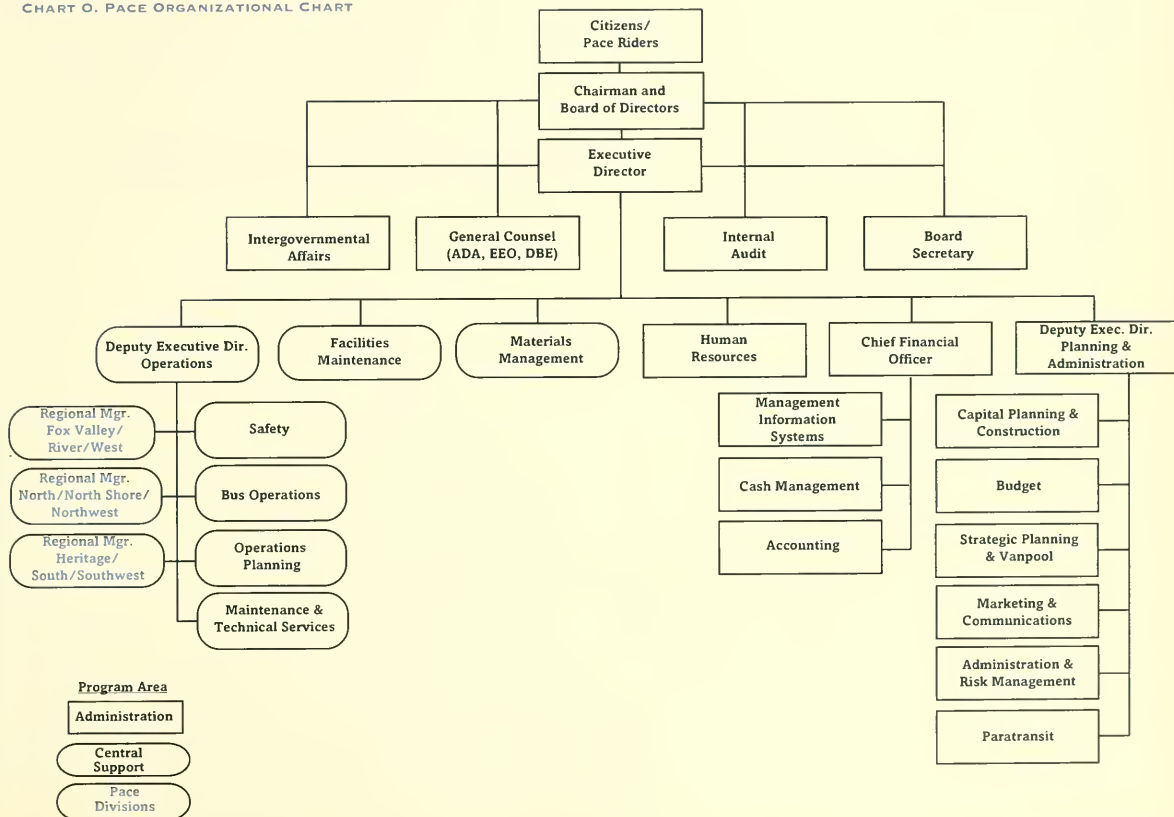 CHART O. PACE ORGANIZATIONAL CHART
Citizens/
Pace Riders
Chairman and
Board of Directors
Executive
Director
Intergovernmental
Affairs
General Counsel
(ADA, EEO, DBE)
Internal
Audit
Board
Secretary
Deputy Executive Dir.
Operations
Facilities
Maintenance
Materials
Management
Human
Resources
Chief Financial
Officer
Deputy Exec. Dir.
Planning &
Administration
Regional Mgr.
Fox Valley/
River/West
Safety
Regional Mgr.
North/North Shore/
Northwest
Bus Operations
Regional Mgr.
Heritage/
South/Southwest
Operations
Planning
Maintenance &
Technical Services
Management
Information
Systems
Cash Management
Accounting
Capital Planning &
Construction
Budget
Strategic Planning
& Vanpool
Marketing &
Communications
Administration &
Risk Management
Paratransit
Program Area
Administration
Central
Support
Pace
Divisions